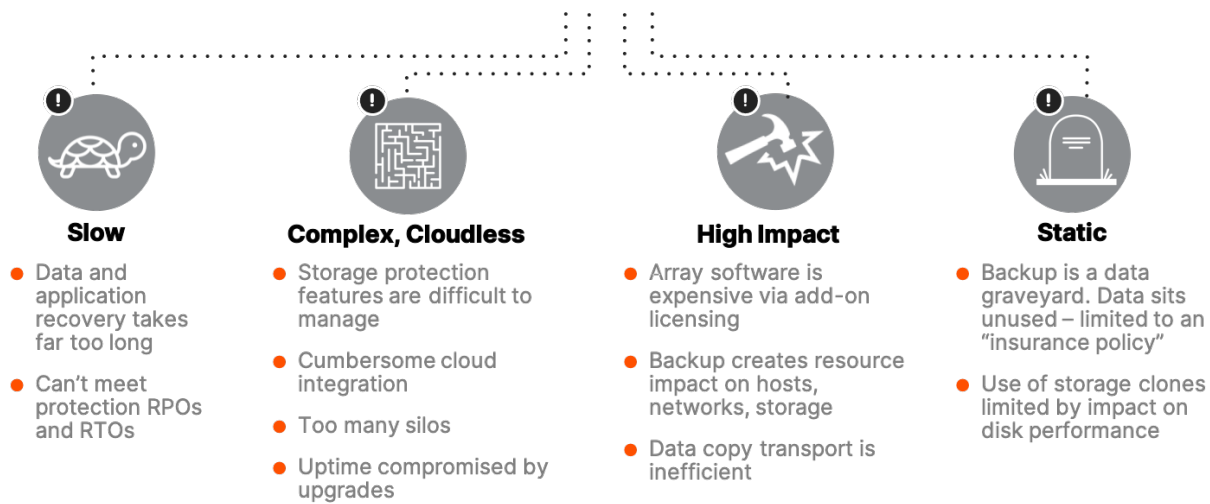 Slow
Data and
application
recovery takes
far too long
Can’t meet
protection RPOs
and RTOs
Complex, Cloudless
Storage protection
features are difficult to
manage
Cumbersome cloud
integration
Too many silos
Uptime compromised by
upgrades
High Impact
Array software is
expensive via add-on
licensing
Backup creates resource
impact on hosts,
networks, storage
Data copy transport is
inefficient
Static
Backup is a data
graveyard. Data sits
unused – limited to an
“insurance policy”
Use of storage clones
limited by impact on
disk performance